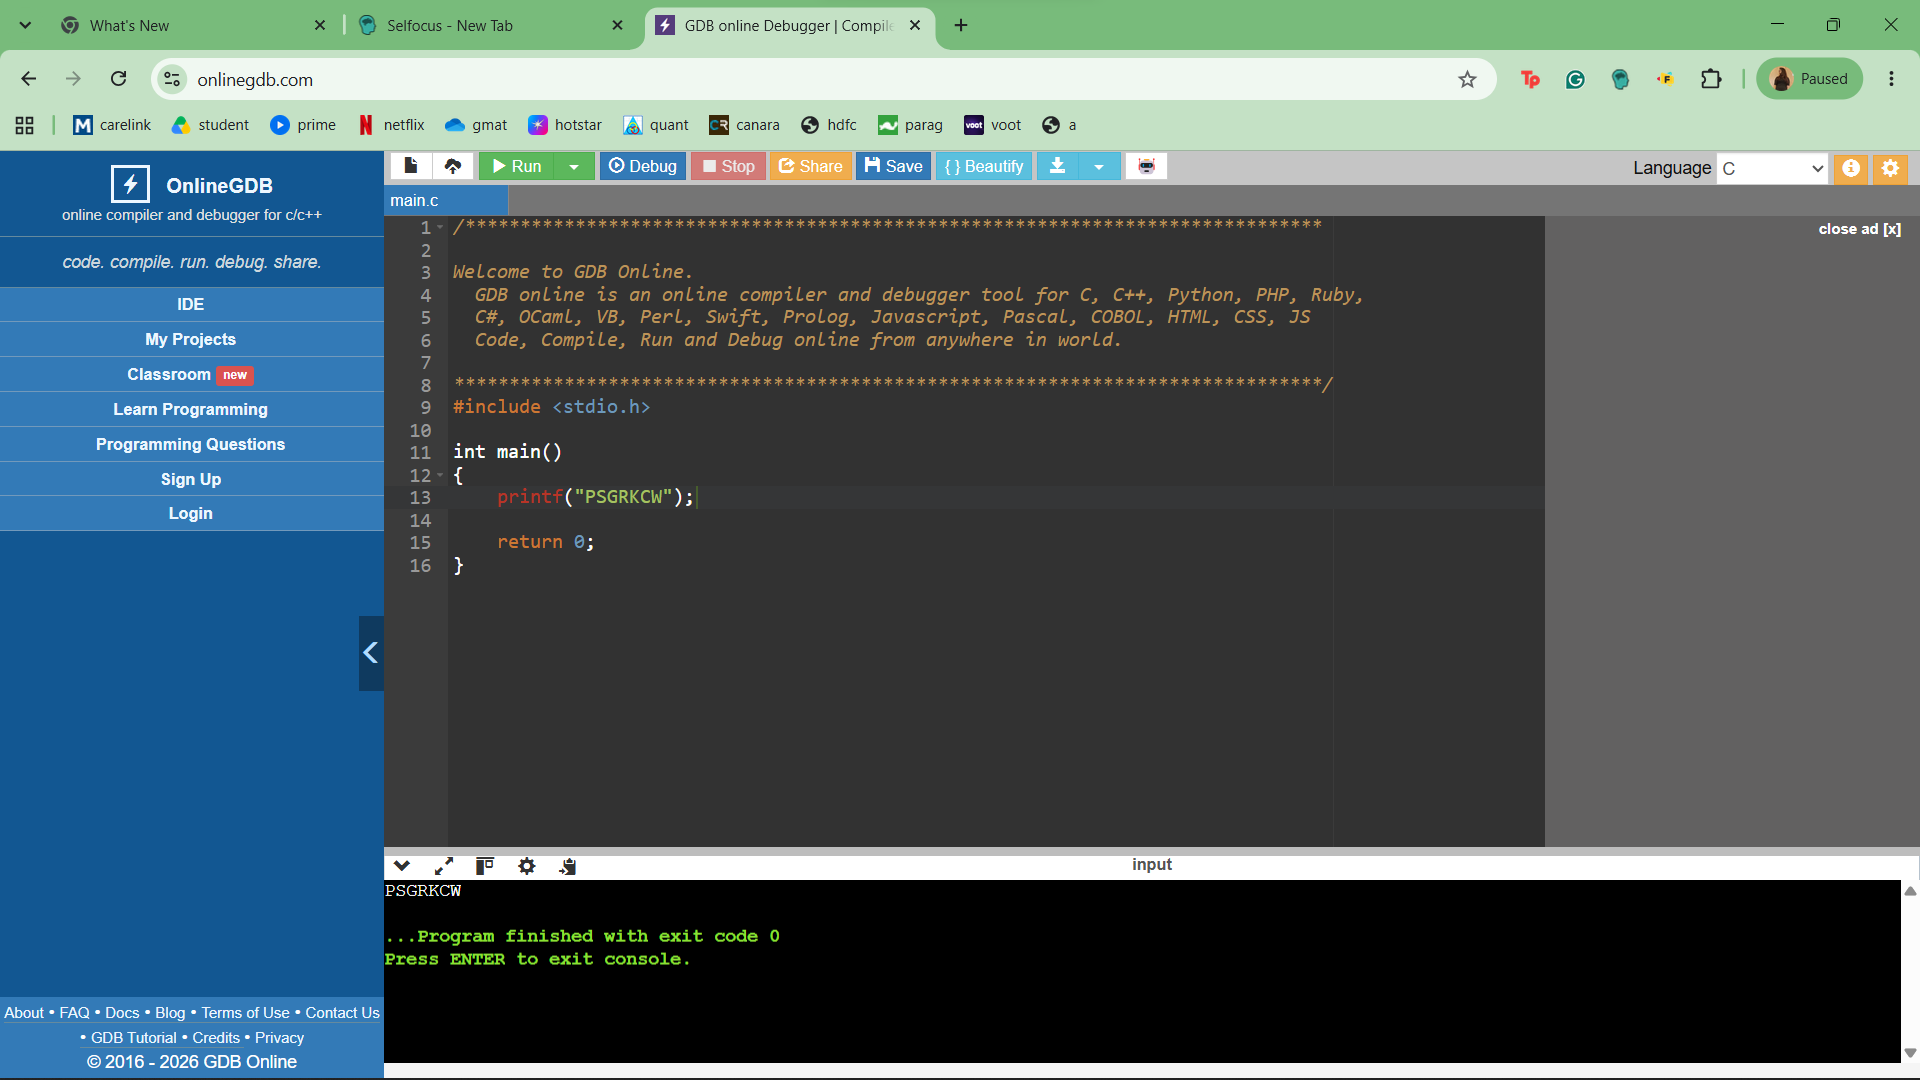 What's New
Selfocus - New Tab
GDB online Debugger | Compile
onlinegdb.com
Tp
G
F
Paused
M carelink
student
prime
N netflix
gmat
hotstar
quant
CR canara
hdfc
parag
voot voot
a
OnlineGDB
online compiler and debugger for c/c++
code. compile. run. debug. share.
IDE
My Projects
Classroom new
Learn Programming
Programming Questions
Sign Up
Login
About • FAQ • Docs • Blog • Terms of Use • Contact Us
• GDB Tutorial • Credits • Privacy
© 2016 - 2026 GDB Online
Run
Debug
Stop
Share
Save
{ } Beautify
Language C
main.c
close ad [x]
1 /******************************************************************************
2
3 Welcome to GDB Online.
4   GDB online is an online compiler and debugger tool for C, C++, Python, PHP, Ruby,
5   C#, OCaml, VB, Perl, Swift, Prolog, Javascript, Pascal, COBOL, HTML, CSS, JS
6   Code, Compile, Run and Debug online from anywhere in world.
7
8 *******************************************************************************/
9 #include <stdio.h>
10
11 int main()
12 {
13     printf("PSGRKCW");
14
15     return 0;
16 }
input
PSGRKCW
...Program finished with exit code 0
Press ENTER to exit console.